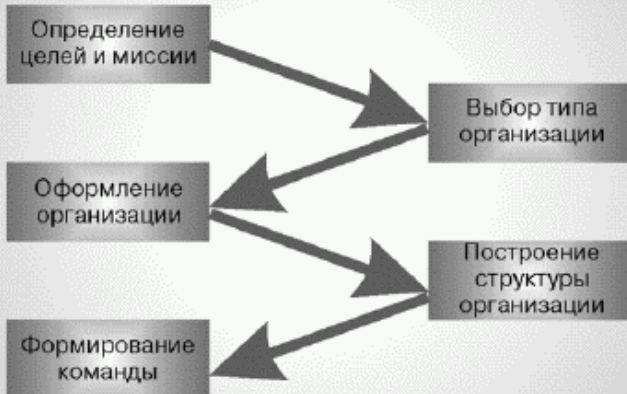 Определение
целей и миссии
Выбор типа
организации
Оформление
организации
Построение
структуры
организации
Формирование
команды